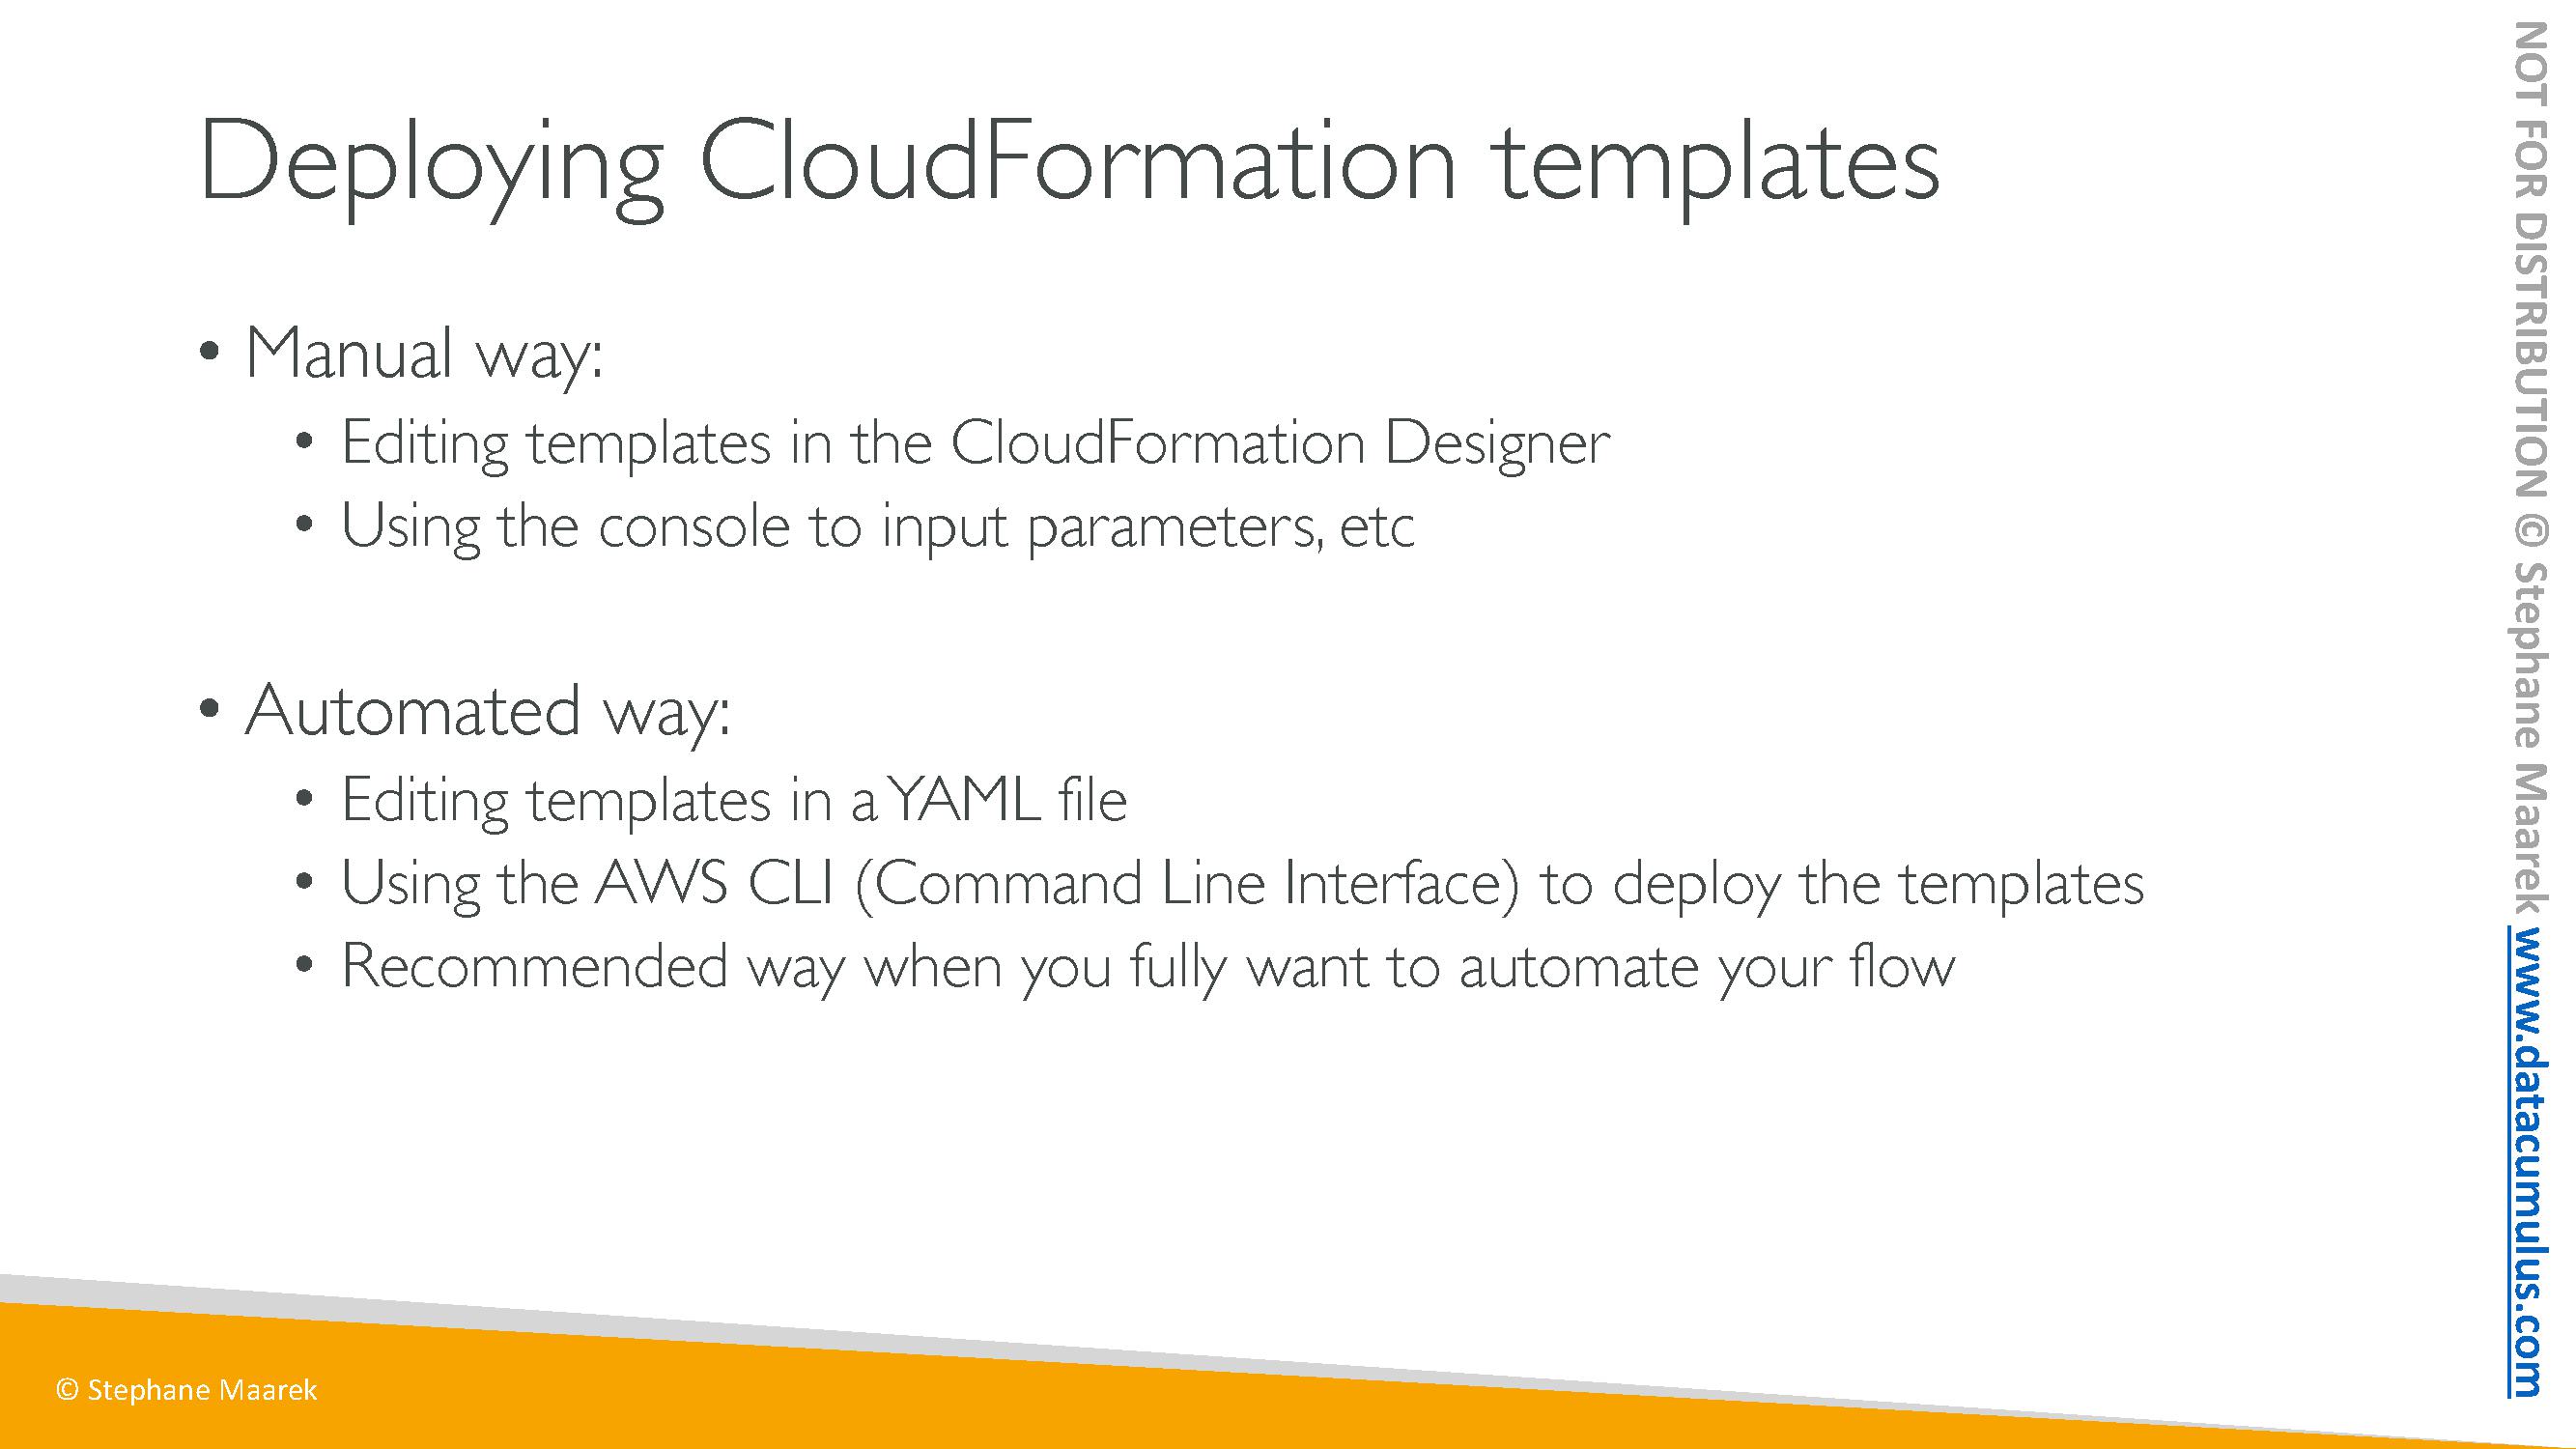 Deploying CloudFormation templates
• Manual way:
• Editing templates in the CloudFormation Designer
• Using the console to input parameters, etc
• Automated way:
• Editing templates in a YAML file
• Using the AWS CLI (Command Line Interface) to deploy the templates
• Recommended way when you fully want to automate your flow
© Stephane Maarek
NOT FOR DISTRIBUTION © Stephane Maarek www.datacumulus.com